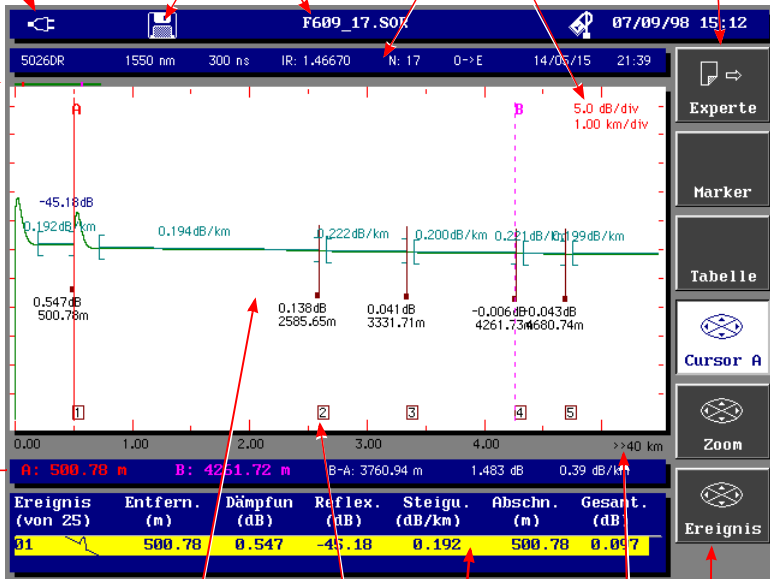 F609_17.SOR 07/09/98 15:12
5026DR 1550 nm 300 ns IR: 1.46670 N: 17 O->E 14/05/15 21:39
Experte
Marker
Tabelle
Cursor A
Zoom
Ereignis
A B
5.0 dB/div
1.00 km/div
-45.18dB
0.192dB/km 0.194dB/km 0.222dB/km 0.200dB/km 0.221dB/km 0.199dB/km
0.547dB 0.138dB 0.041dB -0.006dB -0.043dB
500.78m 2585.65m 3331.71m 4261.73m 4680.74m
1 2 3 4 5
0.00 1.00 2.00 3.00 4.00 >>40 km
A: 500.78 m B: 4261.72 m B-A: 3760.94 m 1.483 dB 0.39 dB/km
Ereignis Entfern. Dämpfun Reflex. Steigu. Abschn. Gesamt.
(von 25) (m) (dB) (dB) (dB/km) (m) (dB)
01 500.78 0.547 -45.18 0.192 500.78 0.097